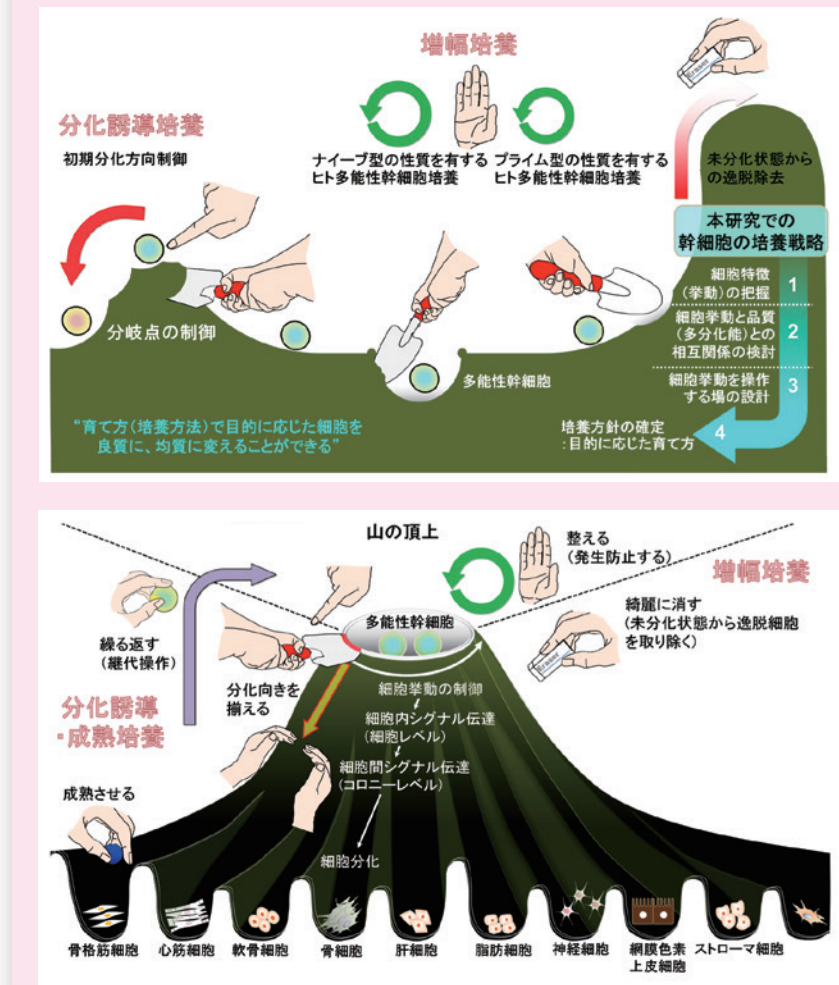 増幅培養
分化誘導培養
初期分化方向制御
ナイーブ型の性質を有する
ヒト多能性幹細胞培養
プライム型の性質を有する
ヒト多能性幹細胞培養
Eraser
未分化状態から
の逸脱除去
本研究での
幹細胞の培養戦略
細胞特徴
(挙動)の把握
1
細胞挙動と品質
(多分化能)との
相互関係の検討
2
細胞挙動を操作
する場の設計
3
培養方針の確定
:目的に応じた育て方
4
分岐点の制御
多能性幹細胞
“育て方(培養方法)で目的に応じた細胞を
良質に、均質に変えることができる”
山の頂上
整える
(発生防止する)
増幅培養
繰る返す
(継代操作)
多能性幹細胞
綺麗に消す
(未分化状態から逸脱細胞
を取り除く)
Eraser
分化誘導
・成熟培養
分化向きを
揃える
細胞挙動の制御
細胞内シグナル伝達
(細胞レベル)
細胞間シグナル伝達
(コロニーレベル)
成熟させる
細胞分化
骨格筋細胞
心筋細胞
軟骨細胞
骨細胞
肝細胞
脂肪細胞
神経細胞
網膜色素
上皮細胞
ストローマ細胞